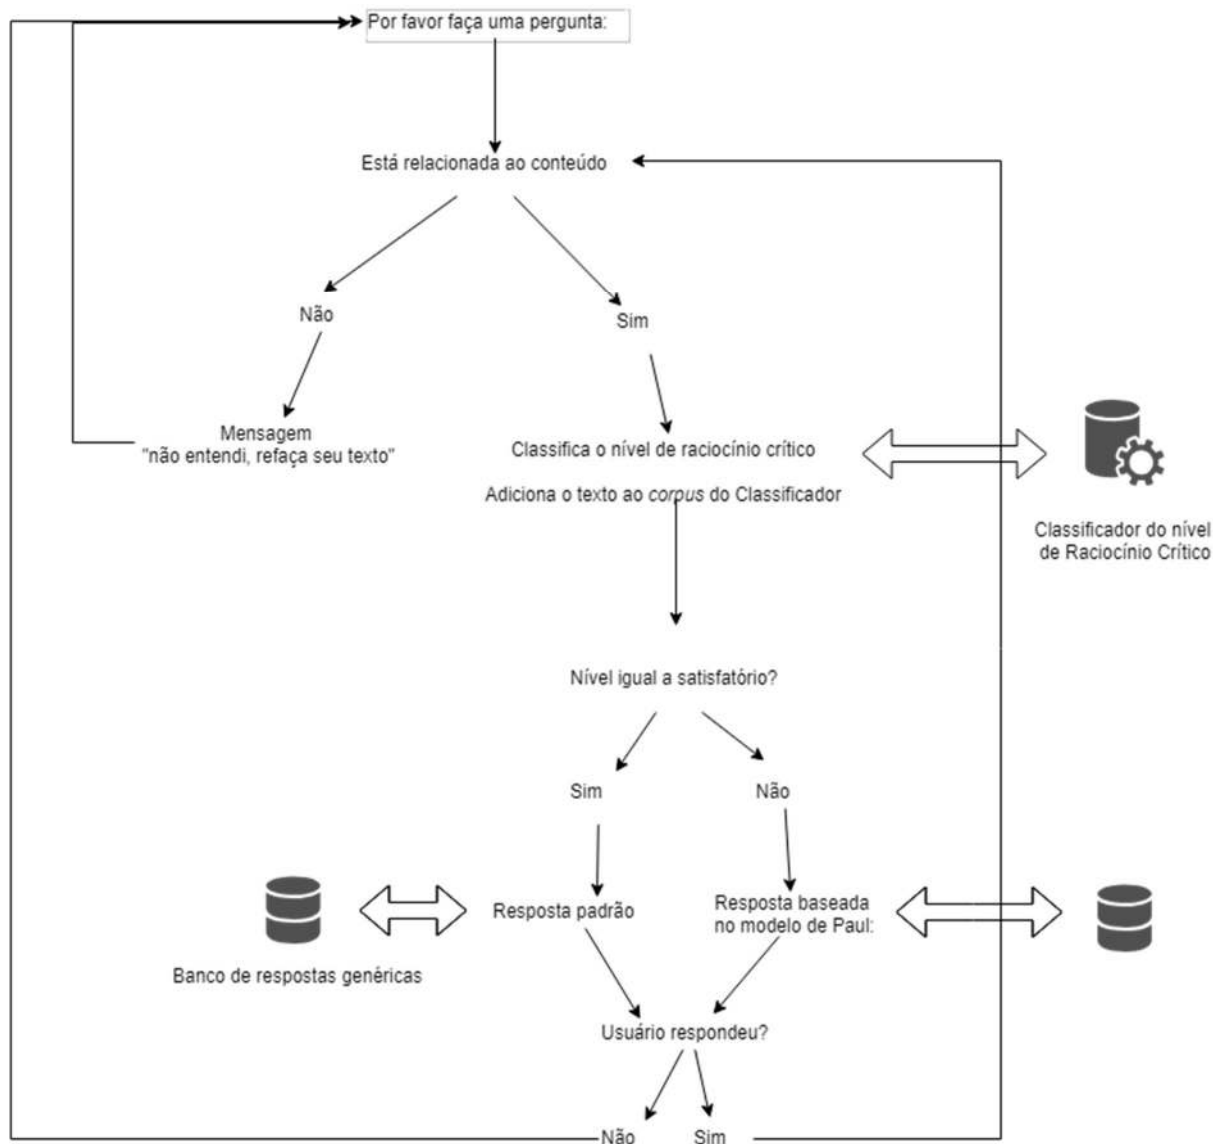 Por favor faça uma pergunta:
Está relacionada ao conteúdo
Não
Sim
Mensagem
"não entendi, refaça seu texto"
Classifica o nível de raciocínio crítico
Adiciona o texto ao corpus do Classificador
Classificador do nível
de Raciocínio Crítico
Nível igual a satisfatório?
Sim
Não
Resposta padrão
Resposta baseada
no modelo de Paul:
Banco de respostas genéricas
Usuário respondeu?
Não
Sim